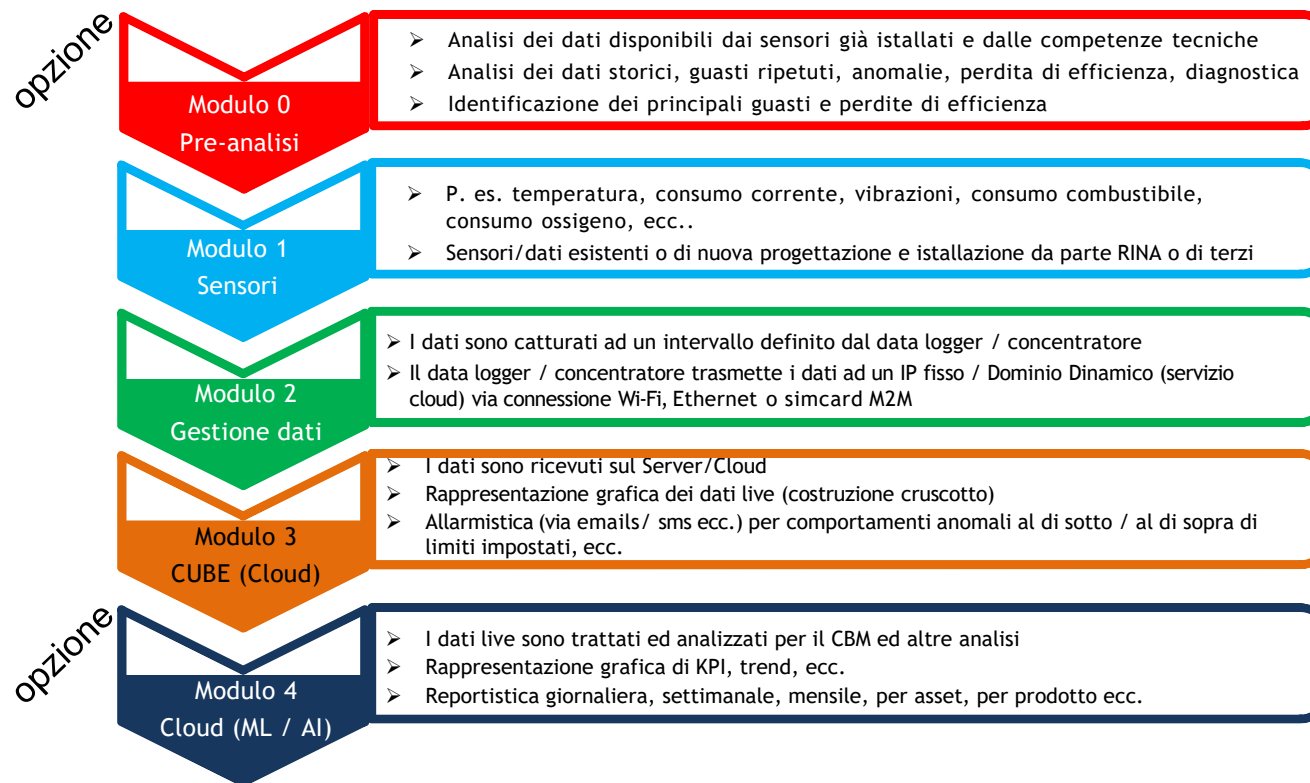 opzione
Modulo 0
Pre-analisi
➢ Analisi dei dati disponibili dai sensori già istallati e dalle competenze tecniche
➢ Analisi dei dati storici, guasti ripetuti, anomalie, perdita di efficienza, diagnostica
➢ Identificazione dei principali guasti e perdite di efficienza
Modulo 1
Sensori
➢ P. es. temperatura, consumo corrente, vibrazioni, consumo combustibile,
consumo ossigeno, ecc..
➢ Sensori/dati esistenti o di nuova progettazione e istallazione da parte RINA o di terzi
Modulo 2
Gestione dati
➢ I dati sono catturati ad un intervallo definito dal data logger / concentratore
➢ Il data logger / concentratore trasmette i dati ad un IP fisso / Dominio Dinamico (servizio
cloud) via connessione Wi-Fi, Ethernet o simcard M2M
Modulo 3
CUBE (Cloud)
➢ I dati sono ricevuti sul Server/Cloud
➢ Rappresentazione grafica dei dati live (costruzione cruscotto)
➢ Allarmistica (via emails/ sms ecc.) per comportamenti anomali al di sotto / al di sopra di
limiti impostati, ecc.
opzione
Modulo 4
Cloud (ML / AI)
➢ I dati live sono trattati ed analizzati per il CBM ed altre analisi
➢ Rappresentazione grafica di KPI, trend, ecc.
➢ Reportistica giornaliera, settimanale, mensile, per asset, per prodotto ecc.